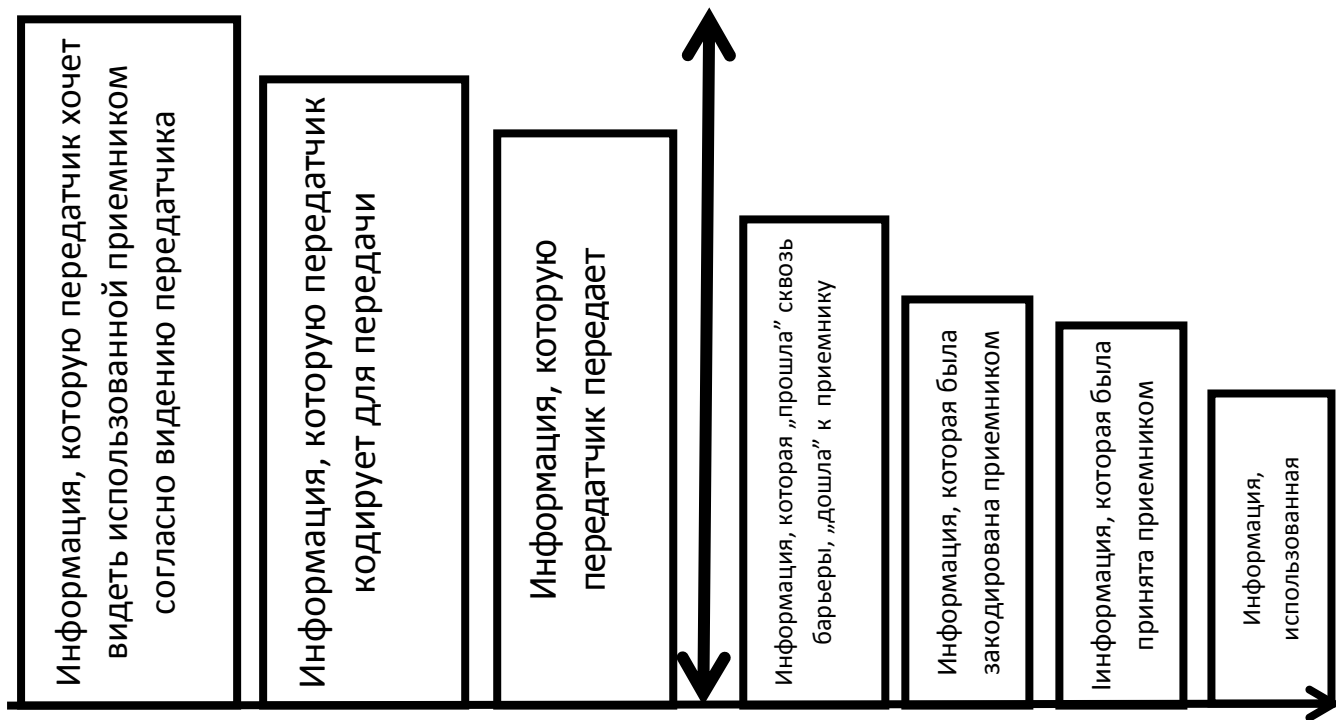 Информация, которую передатчик хочет
видеть использованной приемником
согласно видению передатчика
Информация, которую передатчик
кодирует для передачи
Информация, которую
передатчик передает
Информация, которая „прошла” сквозь
барьеры, „дошла” к приемнику
Информация, которая была
закодирована приемником
Іинформация, которая была
принята приемником
Информация,
использованная